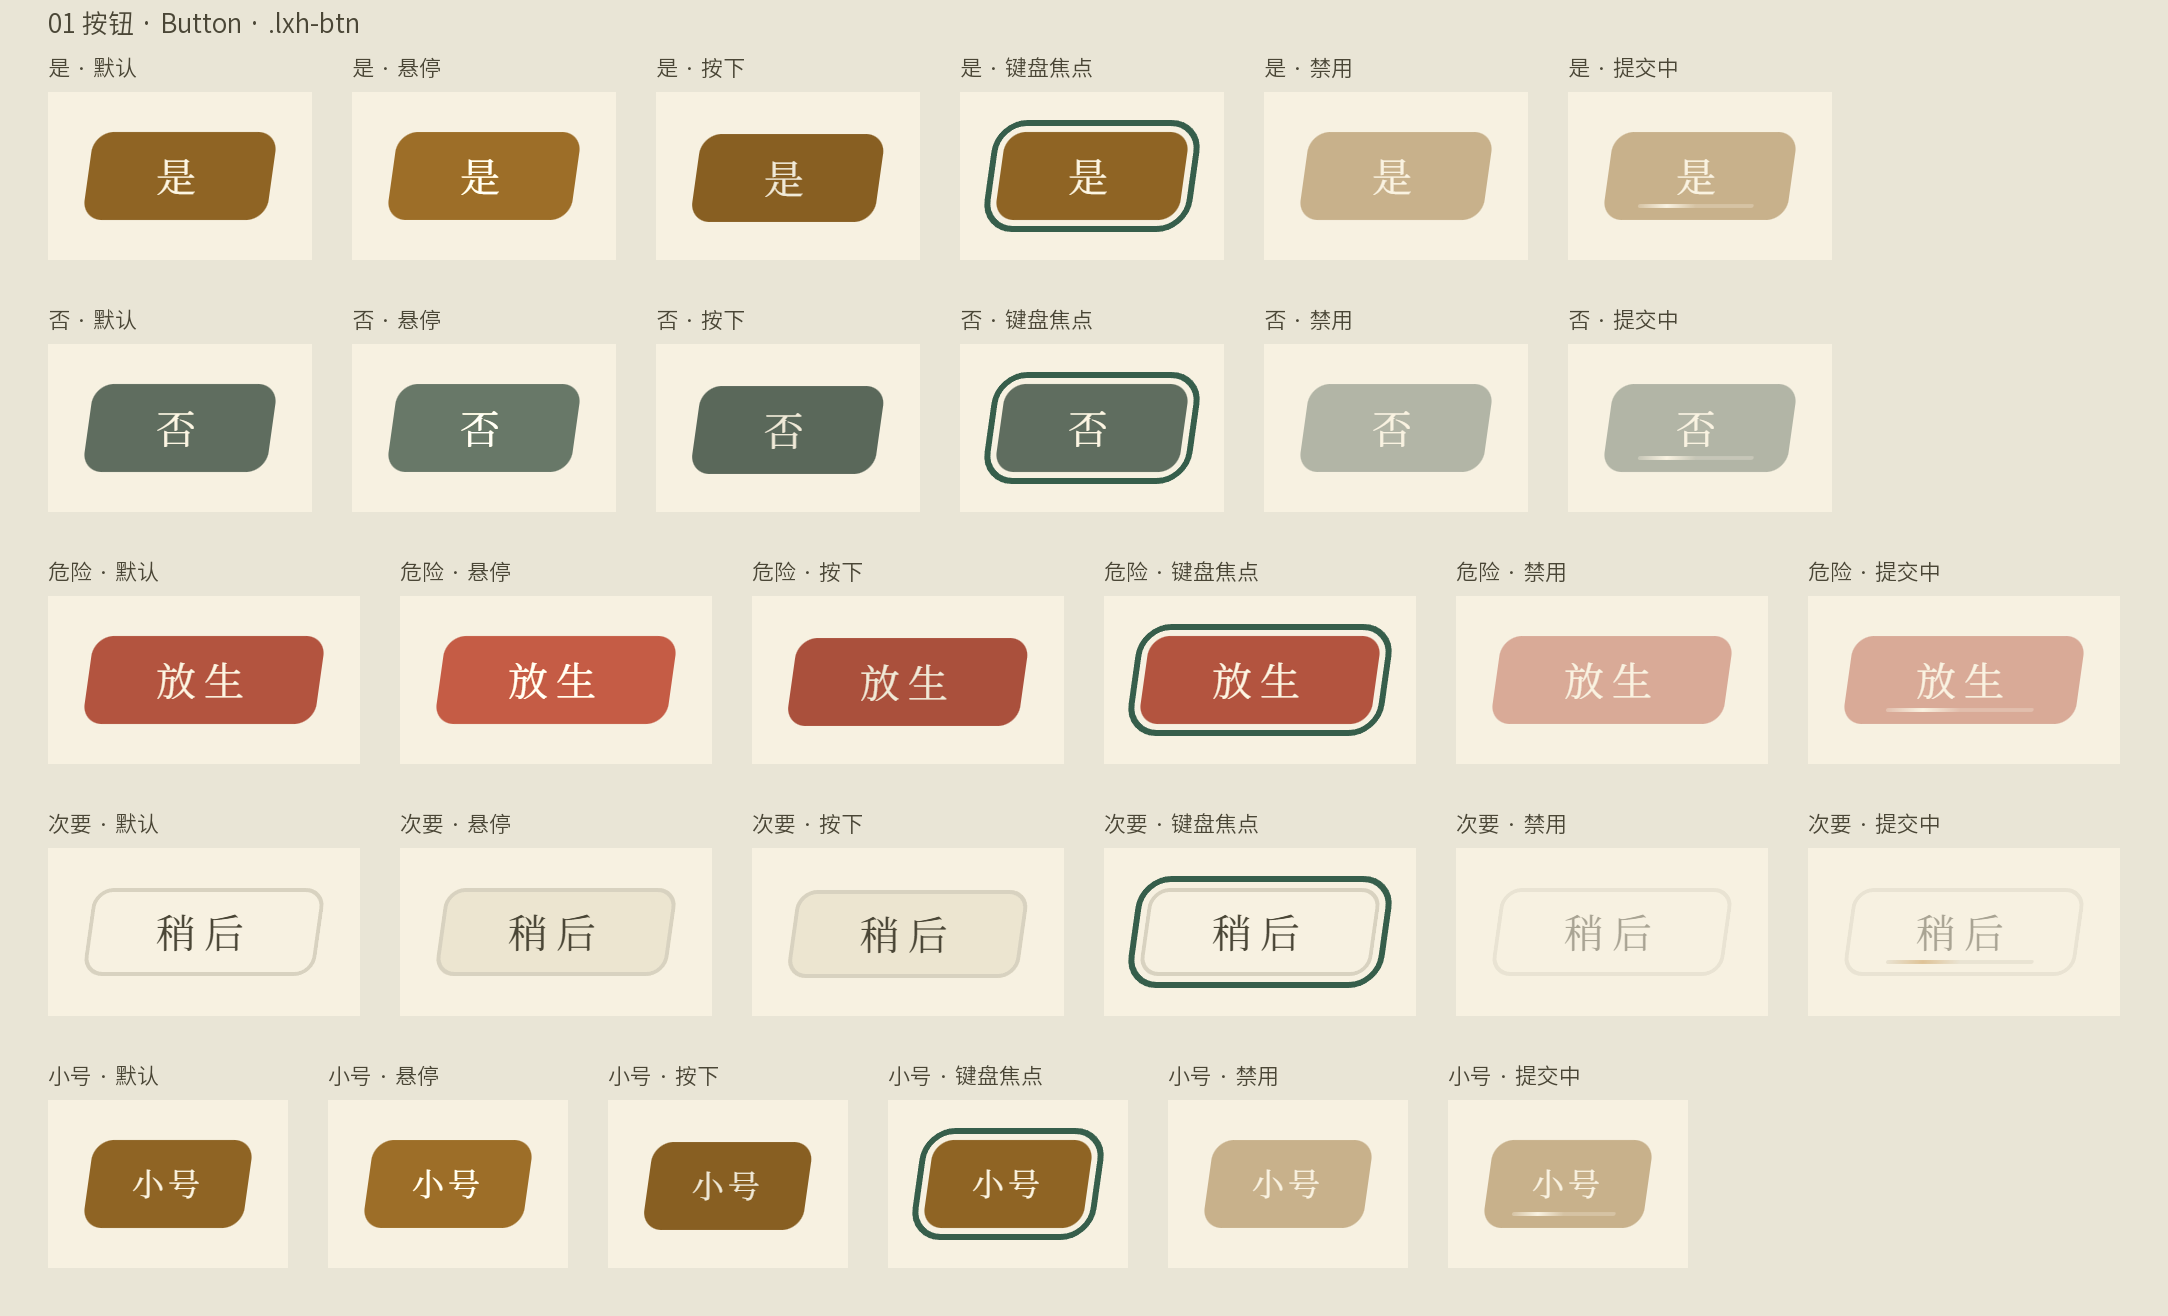 01 按钮 · Button · .lxh-btn
是 · 默认 是 · 悬停 是 · 按下 是 · 键盘焦点 是 · 禁用 是 · 提交中
是 是 是 是 是 是
否 · 默认 否 · 悬停 否 · 按下 否 · 键盘焦点 否 · 禁用 否 · 提交中
否 否 否 否 否 否
危险 · 默认 危险 · 悬停 危险 · 按下 危险 · 键盘焦点 危险 · 禁用 危险 · 提交中
放生 放生 放生 放生 放生 放生
次要 · 默认 次要 · 悬停 次要 · 按下 次要 · 键盘焦点 次要 · 禁用 次要 · 提交中
稍后 稍后 稍后 稍后 稍后 稍后
小号 · 默认 小号 · 悬停 小号 · 按下 小号 · 键盘焦点 小号 · 禁用 小号 · 提交中
小号 小号 小号 小号 小号 小号